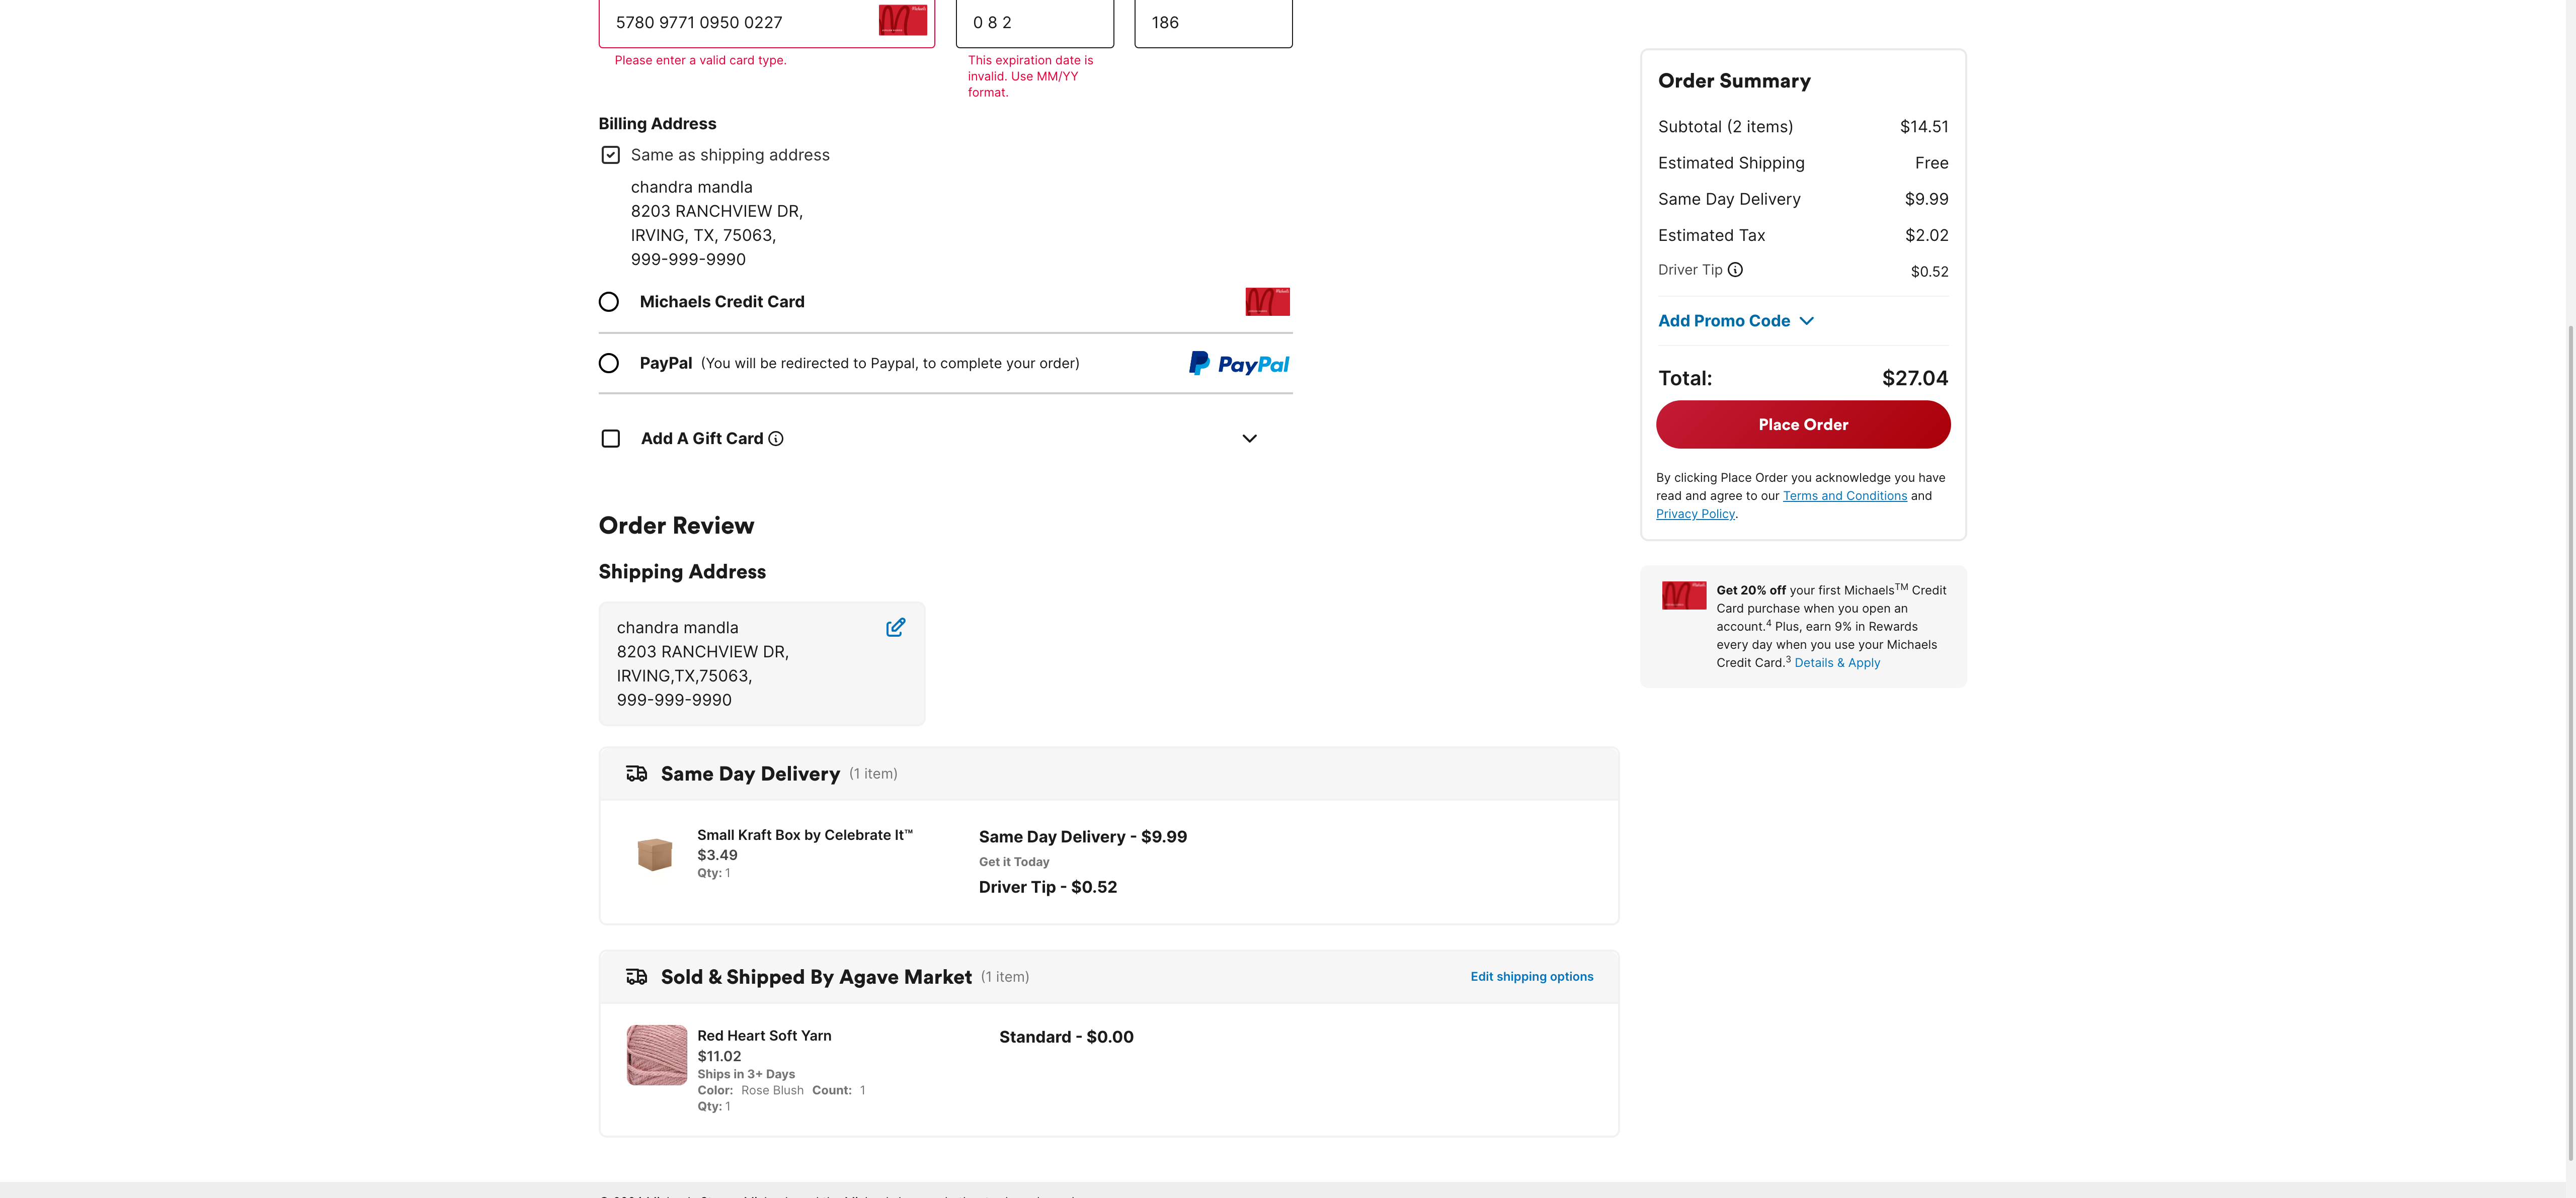 5780 9771 0950 0227
0 8 2
186
Please enter a valid card type.
This expiration date is
invalid. Use MM/YY
format.
Billing Address
Same as shipping address
chandra mandla
8203 RANCHVIEW DR,
IRVING, TX, 75063,
999-999-9990
Michaels Credit Card
PayPal (You will be redirected to Paypal, to complete your order)
PayPal
Add A Gift Card
Order Review
Shipping Address
chandra mandla
8203 RANCHVIEW DR,
IRVING,TX,75063,
999-999-9990
Same Day Delivery (1 item)
Small Kraft Box by Celebrate It™
$3.49
Qty: 1
Same Day Delivery - $9.99
Get it Today
Driver Tip - $0.52
Sold & Shipped By Agave Market (1 item)
Edit shipping options
Red Heart Soft Yarn
$11.02
Ships in 3+ Days
Color: Rose Blush Count: 1
Qty: 1
Standard - $0.00
Order Summary
Subtotal (2 items) $14.51
Estimated Shipping Free
Same Day Delivery $9.99
Estimated Tax $2.02
Driver Tip $0.52
Add Promo Code
Total: $27.04
Place Order
By clicking Place Order you acknowledge you have
read and agree to our Terms and Conditions and
Privacy Policy.
Get 20% off your first Michaels™ Credit
Card purchase when you open an
account.4 Plus, earn 9% in Rewards
every day when you use your Michaels
Credit Card.3 Details & Apply